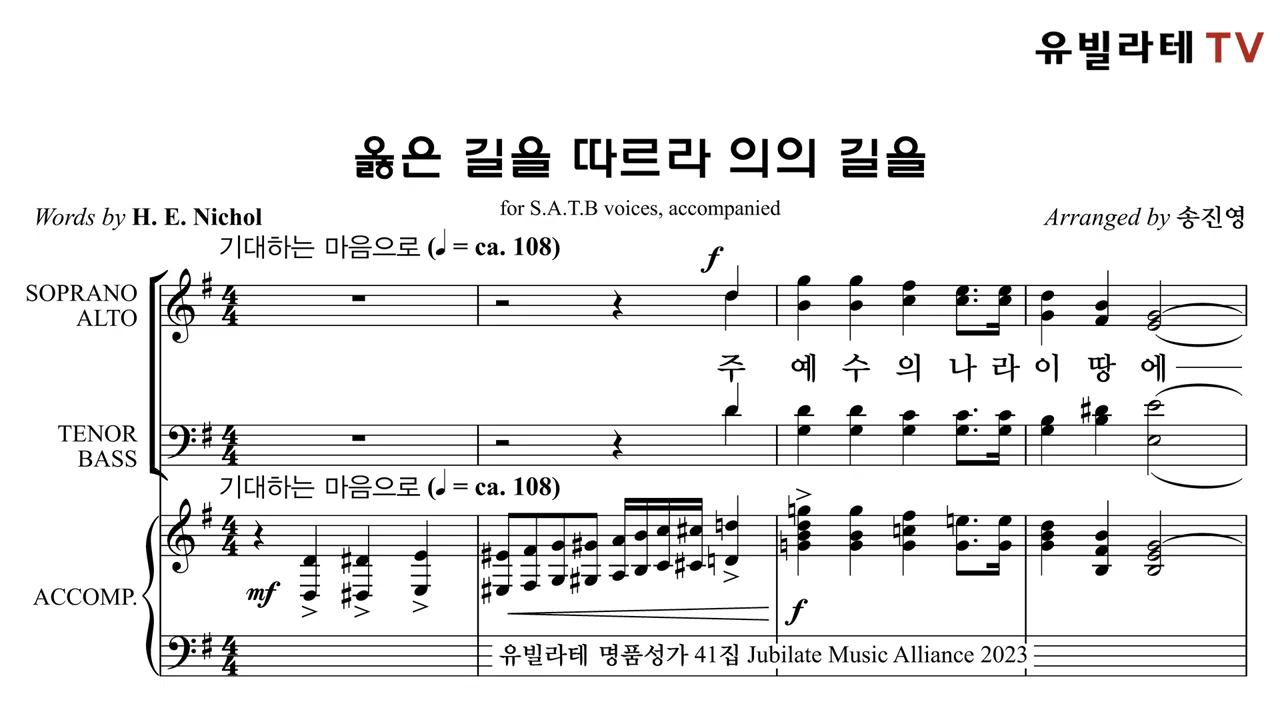 유빌라테 TV
옳은 길을 따르라 의의 길을
for S.A.T.B voices, accompanied
Words by H. E. Nichol
Arranged by 송진영
기대하는 마음으로 (♩ = ca. 108)
f
SOPRANO
ALTO
주 예 수 의 나 라 이 땅 에
TENOR
BASS
기대하는 마음으로 (♩ = ca. 108)
ACCOMP.
mf
f
유빌라테 명품성가 41집 Jubilate Music Alliance 2023